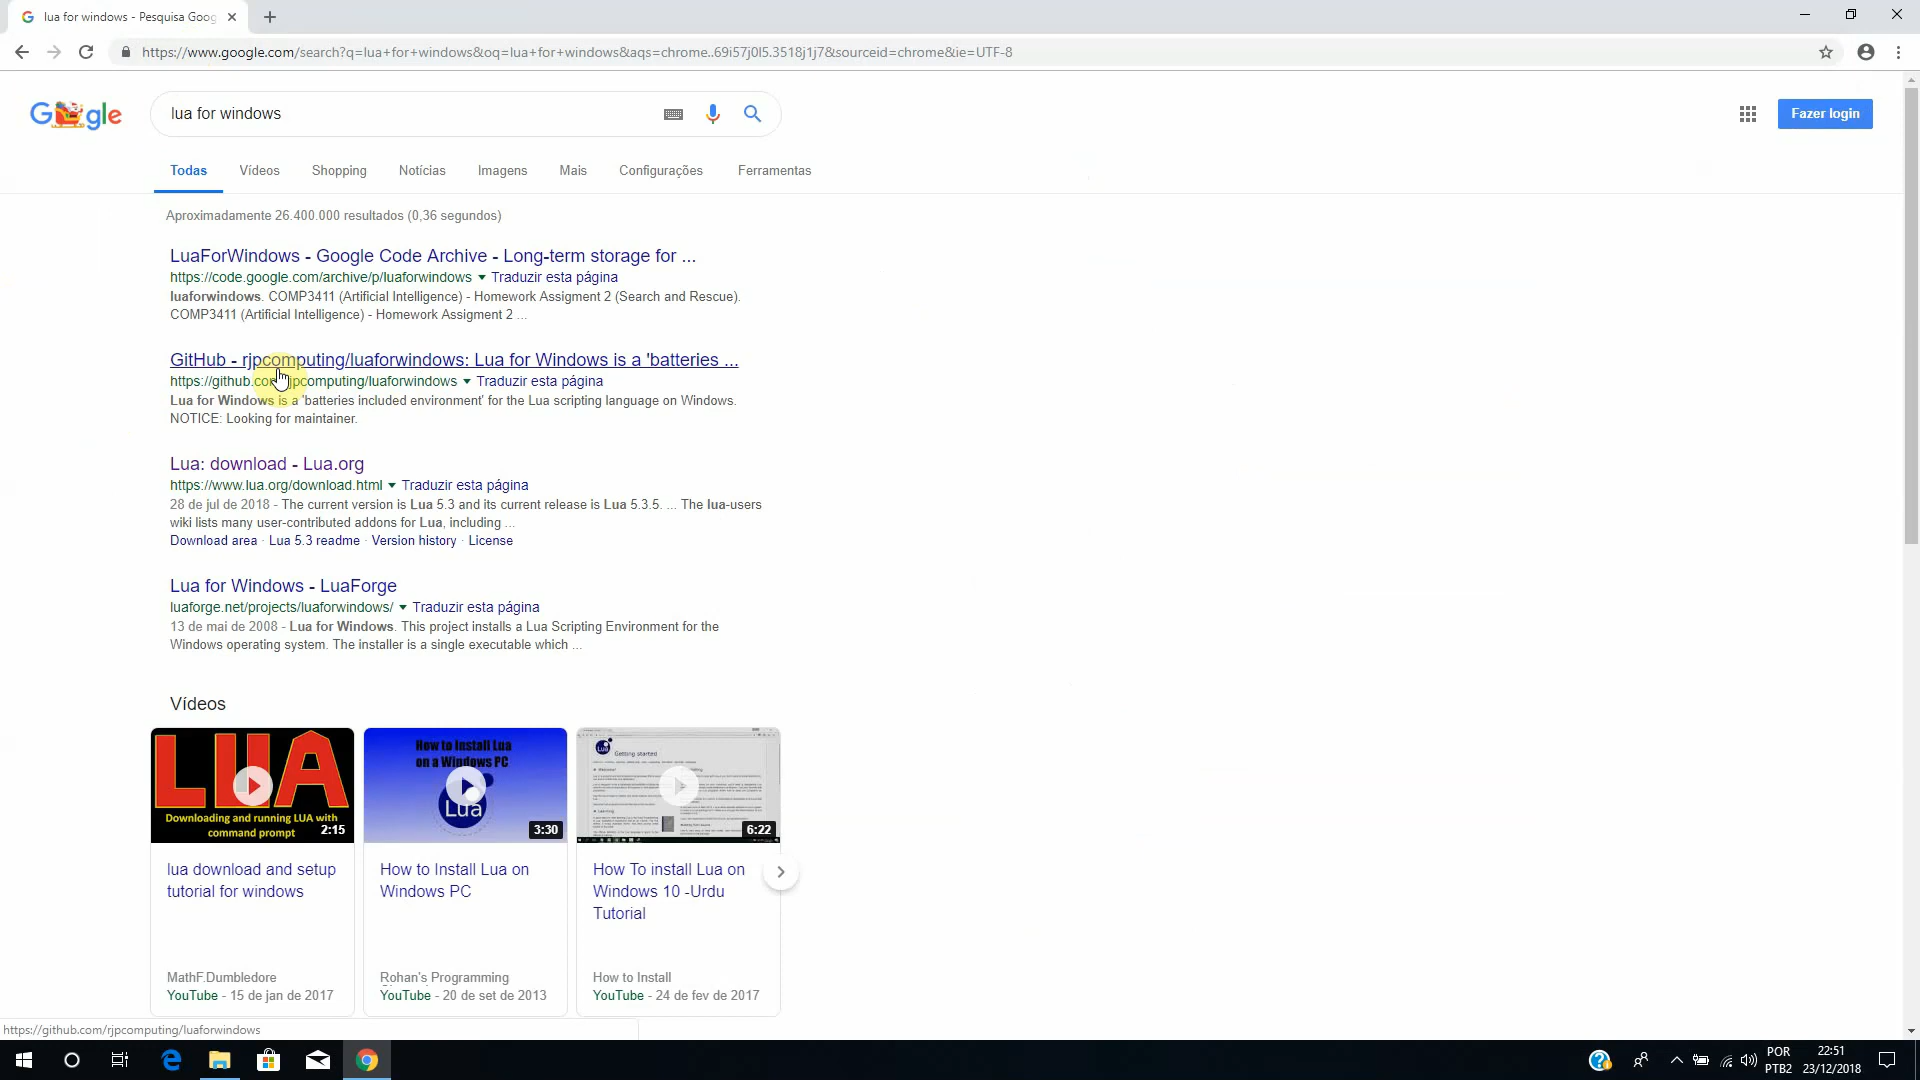 lua for windows - Pesquisa Goog
https://www.google.com/search?q=lua+for+windows&oq=lua+for+windows&aqs=chrome..69i57j0l5.3518j1j7&sourceid=chrome&ie=UTF-8
Google
lua for windows
Fazer login
Todas
Vídeos
Shopping
Notícias
Imagens
Mais
Configurações
Ferramentas
Aproximadamente 26.400.000 resultados (0,36 segundos)
LuaForWindows - Google Code Archive - Long-term storage for ...
https://code.google.com/archive/p/luaforwindows ▼ Traduzir esta página
luaforwindows. COMP3411 (Artificial Intelligence) - Homework Assigment 2 (Search and Rescue).
COMP3411 (Artificial Intelligence) - Homework Assigment 2 ...
GitHub - rjpcomputing/luaforwindows: Lua for Windows is a 'batteries ...
https://github.com/rjpcomputing/luaforwindows ▼ Traduzir esta página
Lua for Windows is a 'batteries included environment' for the Lua scripting language on Windows.
NOTICE: Looking for maintainer.
Lua: download - Lua.org
https://www.lua.org/download.html ▼ Traduzir esta página
28 de jul de 2018 - The current version is Lua 5.3 and its current release is Lua 5.3.5. ... The lua-users
wiki lists many user-contributed addons for Lua, including ...
Download area · Lua 5.3 readme · Version history · License
Lua for Windows - LuaForge
luaforge.net/projects/luaforwindows/ ▼ Traduzir esta página
13 de mai de 2008 - Lua for Windows. This project installs a Lua Scripting Environment for the
Windows operating system. The installer is a single executable which ...
Vídeos
LUA
Downloading and running LUA with
command prompt
2:15
How to Install Lua
on a Windows PC
Lua
3:30
Lua
Getting started
6:22
lua download and setup
tutorial for windows
How to Install Lua on
Windows PC
How To install Lua on
Windows 10 -Urdu
Tutorial
MathF.Dumbledore
YouTube - 15 de jan de 2017
Rohan's Programming
YouTube - 20 de set de 2013
How to Install
YouTube - 24 de fev de 2017
https://github.com/rjpcomputing/luaforwindows
POR
PTB2
22:51
23/12/2018